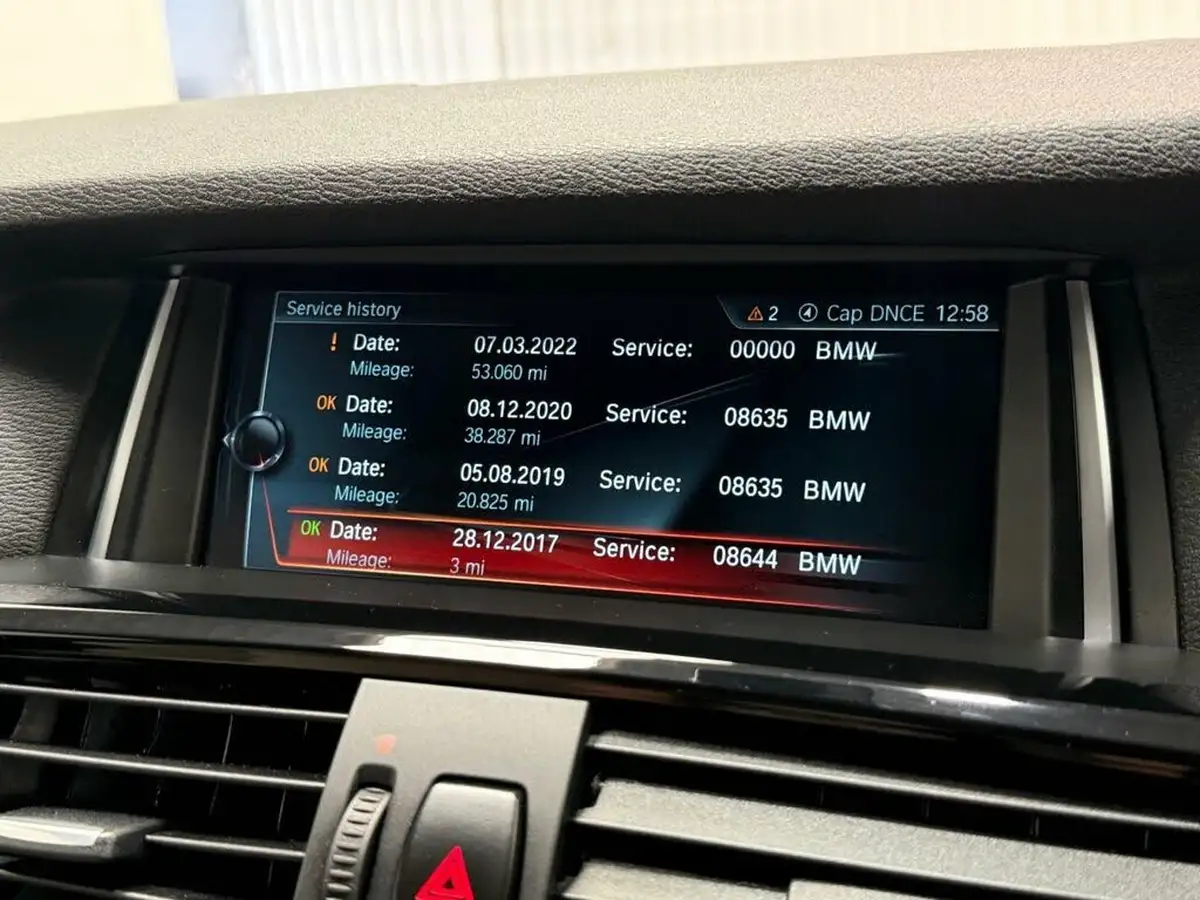 Service history
2 Cap DNCE 12:58
! Date: 07.03.2022 Service: 00000 BMW
Mileage: 53.060 mi
OK Date: 08.12.2020 Service: 08635 BMW
Mileage: 38.287 mi
OK Date: 05.08.2019 Service: 08635 BMW
Mileage: 20.825 mi
OK Date: 28.12.2017 Service: 08644 BMW
Mileage: 3 mi